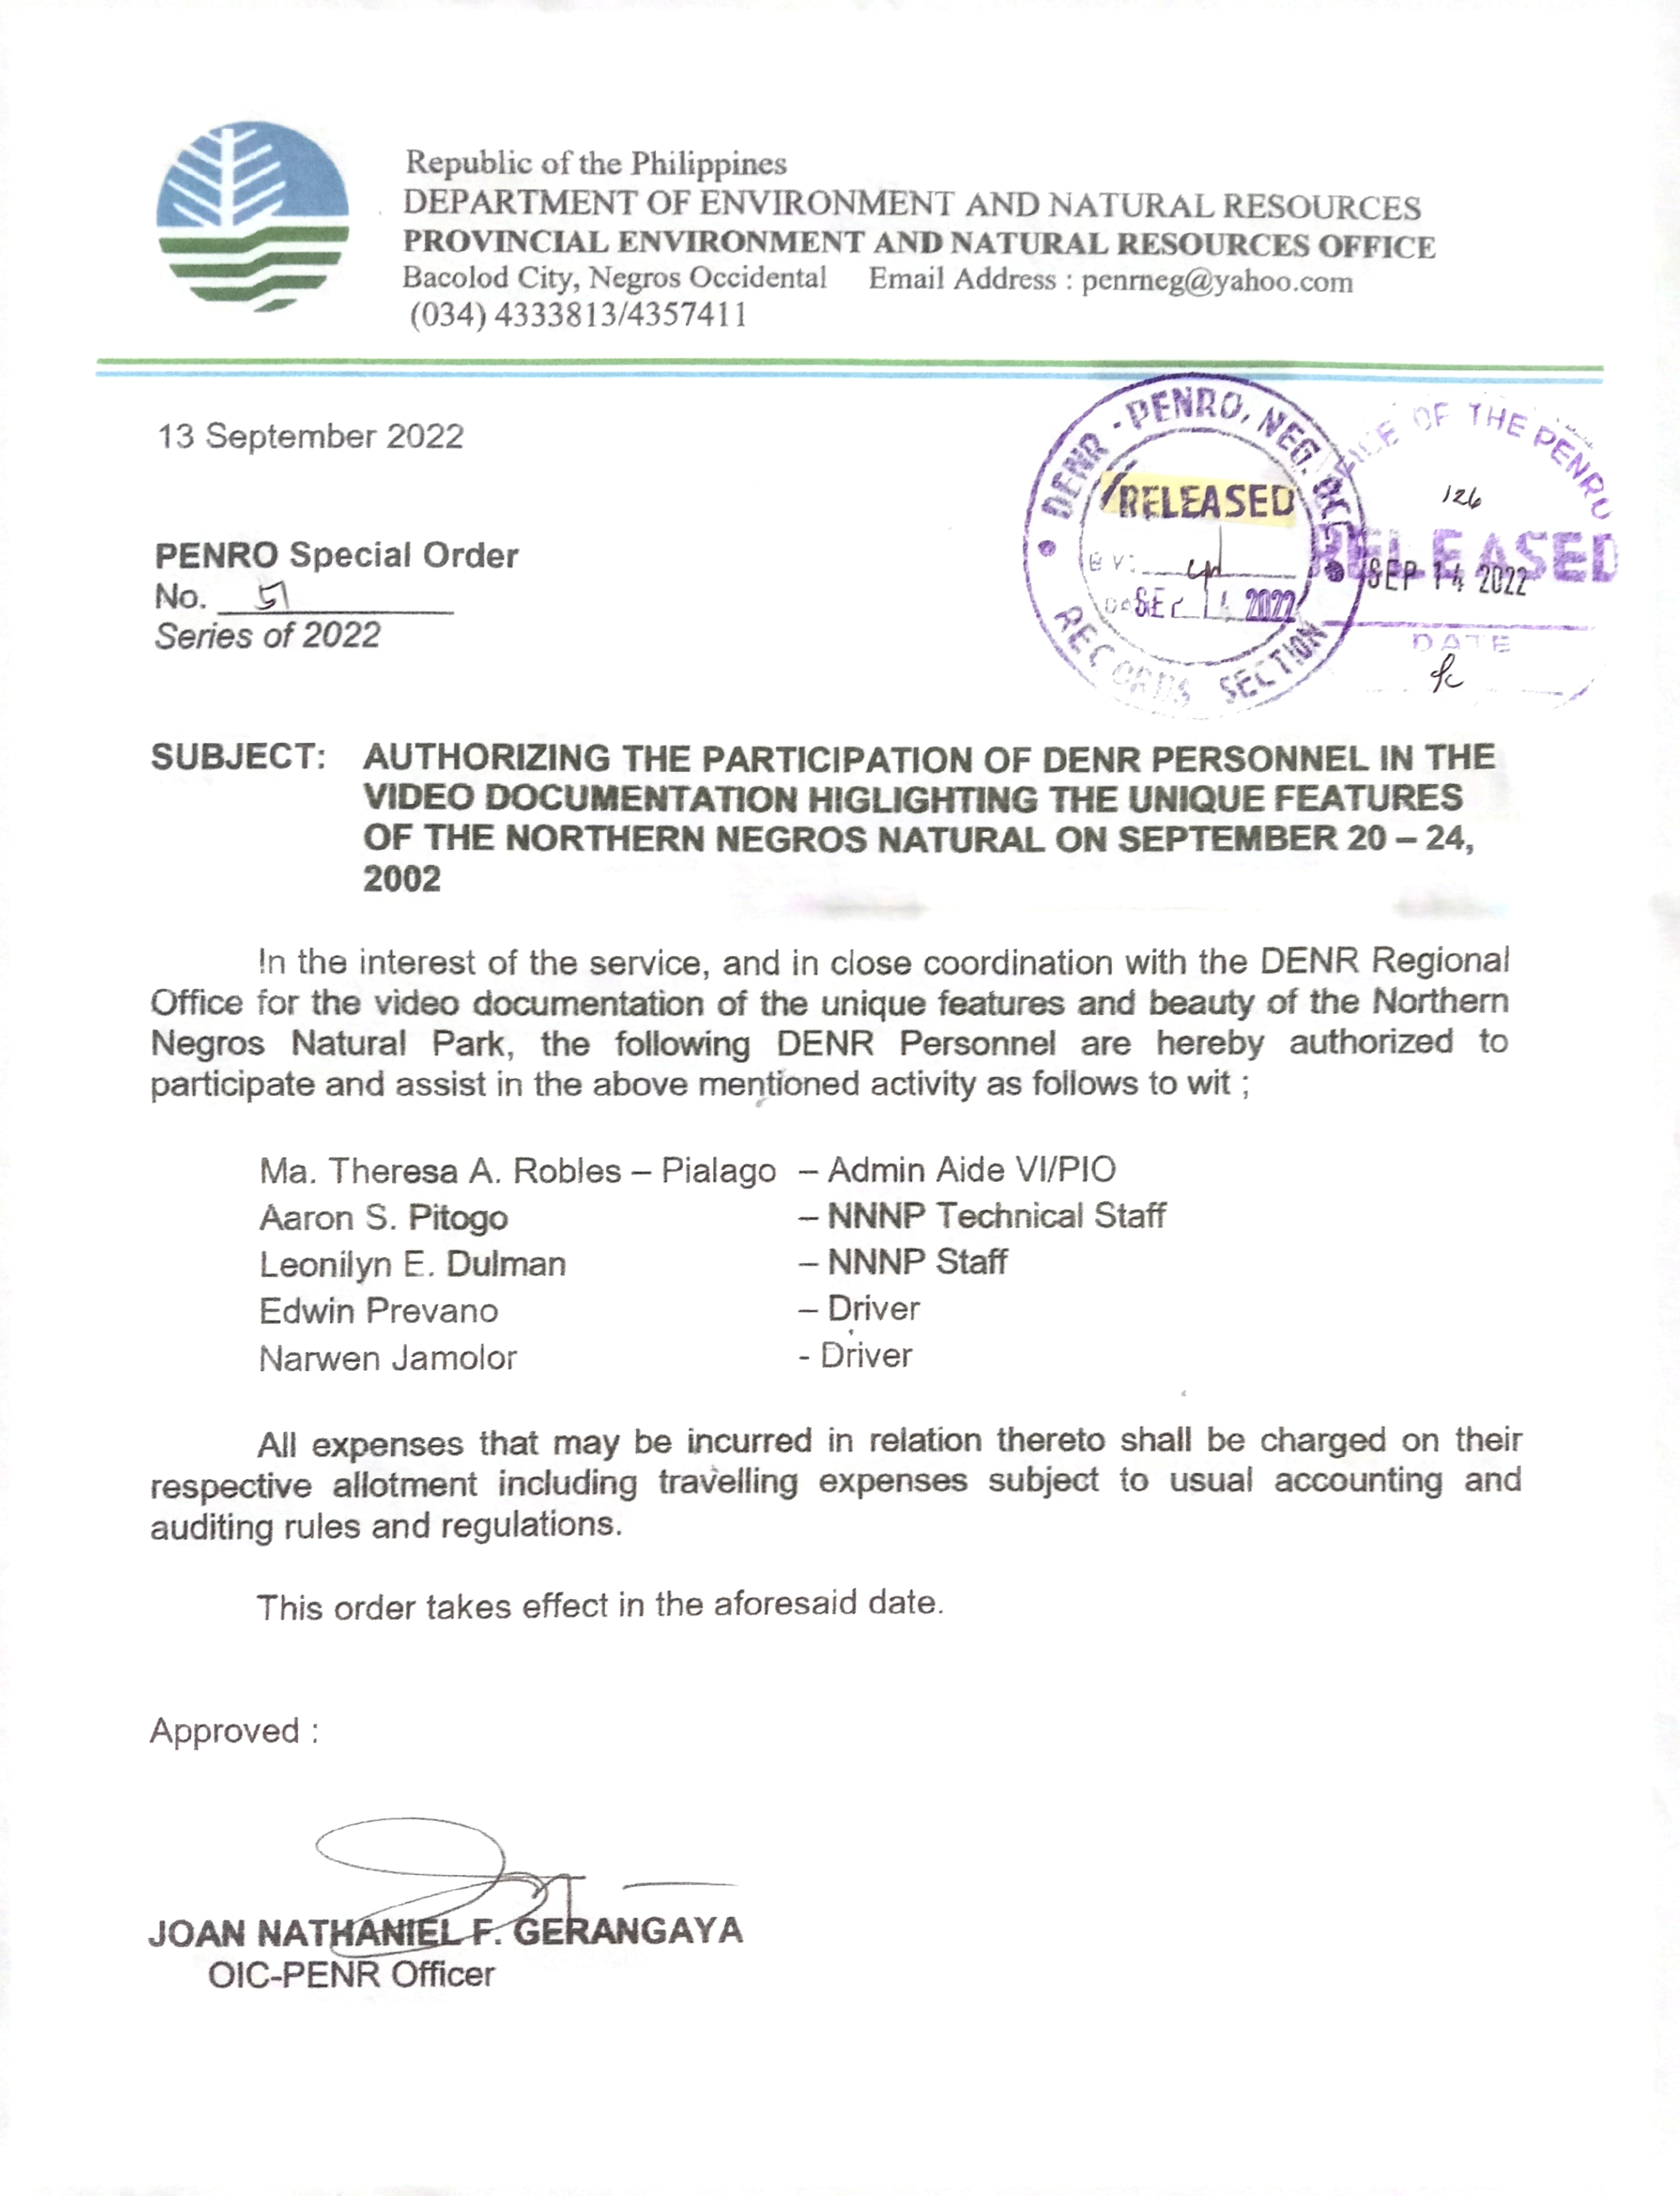 Republic of the Philippines
DEPARTMENT OF ENVIRONMENT AND NATURAL RESOURCES
PROVINCIAL ENVIRONMENT AND NATURAL RESOURCES OFFICE
Bacolod City, Negros Occidental Email Address : penrneg@yahoo.com
(034) 4333813/4357411
13 September 2022
DENR - PENRO, NEG. OCC.
RELEASED
BY:
2022
RECORDS SECTION
OF THE PENRO
126
RELEASED
SEP 14 2022
DATE
PENRO Special Order
No. 51
Series of 2022
SUBJECT: AUTHORIZING THE PARTICIPATION OF DENR PERSONNEL IN THE
VIDEO DOCUMENTATION HIGLIGHTING THE UNIQUE FEATURES
OF THE NORTHERN NEGROS NATURAL ON SEPTEMBER 20 – 24,
2002
In the interest of the service, and in close coordination with the DENR Regional
Office for the video documentation of the unique features and beauty of the Northern
Negros Natural Park, the following DENR Personnel are hereby authorized to
participate and assist in the above mentioned activity as follows to wit ;
Ma. Theresa A. Robles – Pialago – Admin Aide VI/PIO
Aaron S. Pitogo – NNNP Technical Staff
Leonilyn E. Dulman – NNNP Staff
Edwin Prevano – Driver
Narwen Jamolor - Driver
All expenses that may be incurred in relation thereto shall be charged on their
respective allotment including travelling expenses subject to usual accounting and
auditing rules and regulations.
This order takes effect in the aforesaid date.
Approved :
JOAN NATHANIEL F. GERANGAYA
OIC-PENR Officer